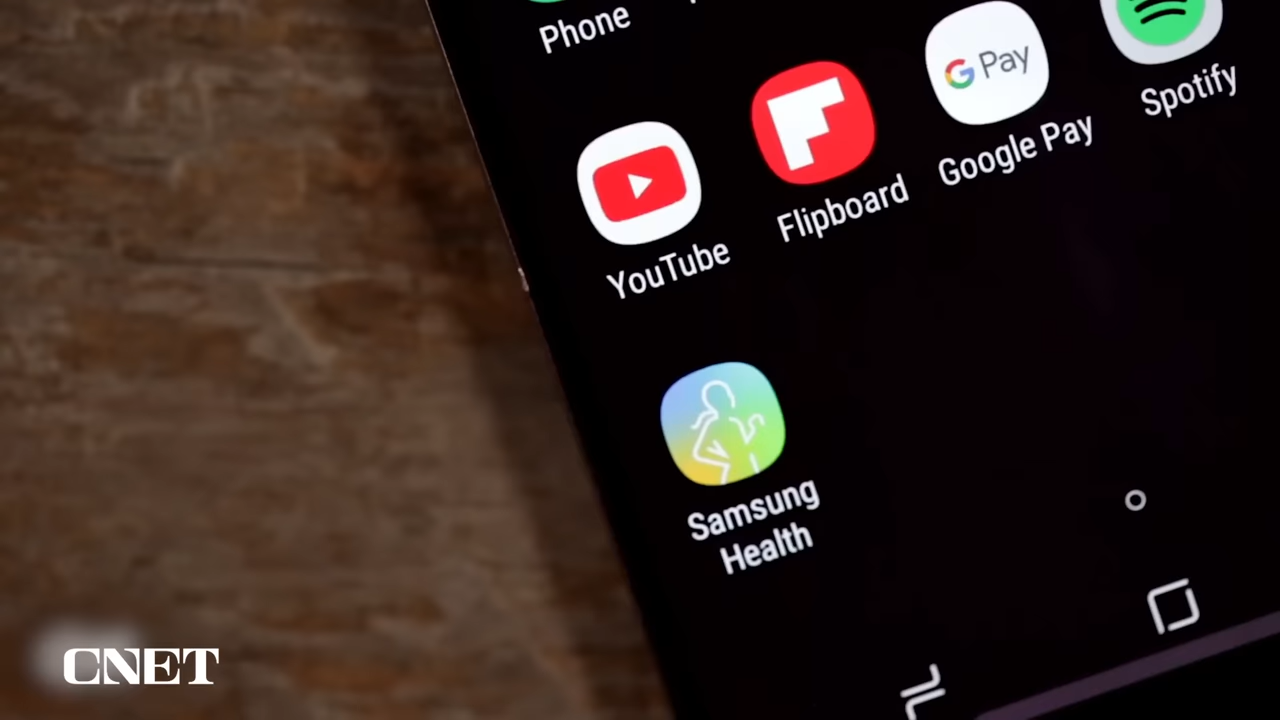 Phone
Spotify
G Pay
Google Pay
Flipboard
YouTube
Samsung
Health
CNET